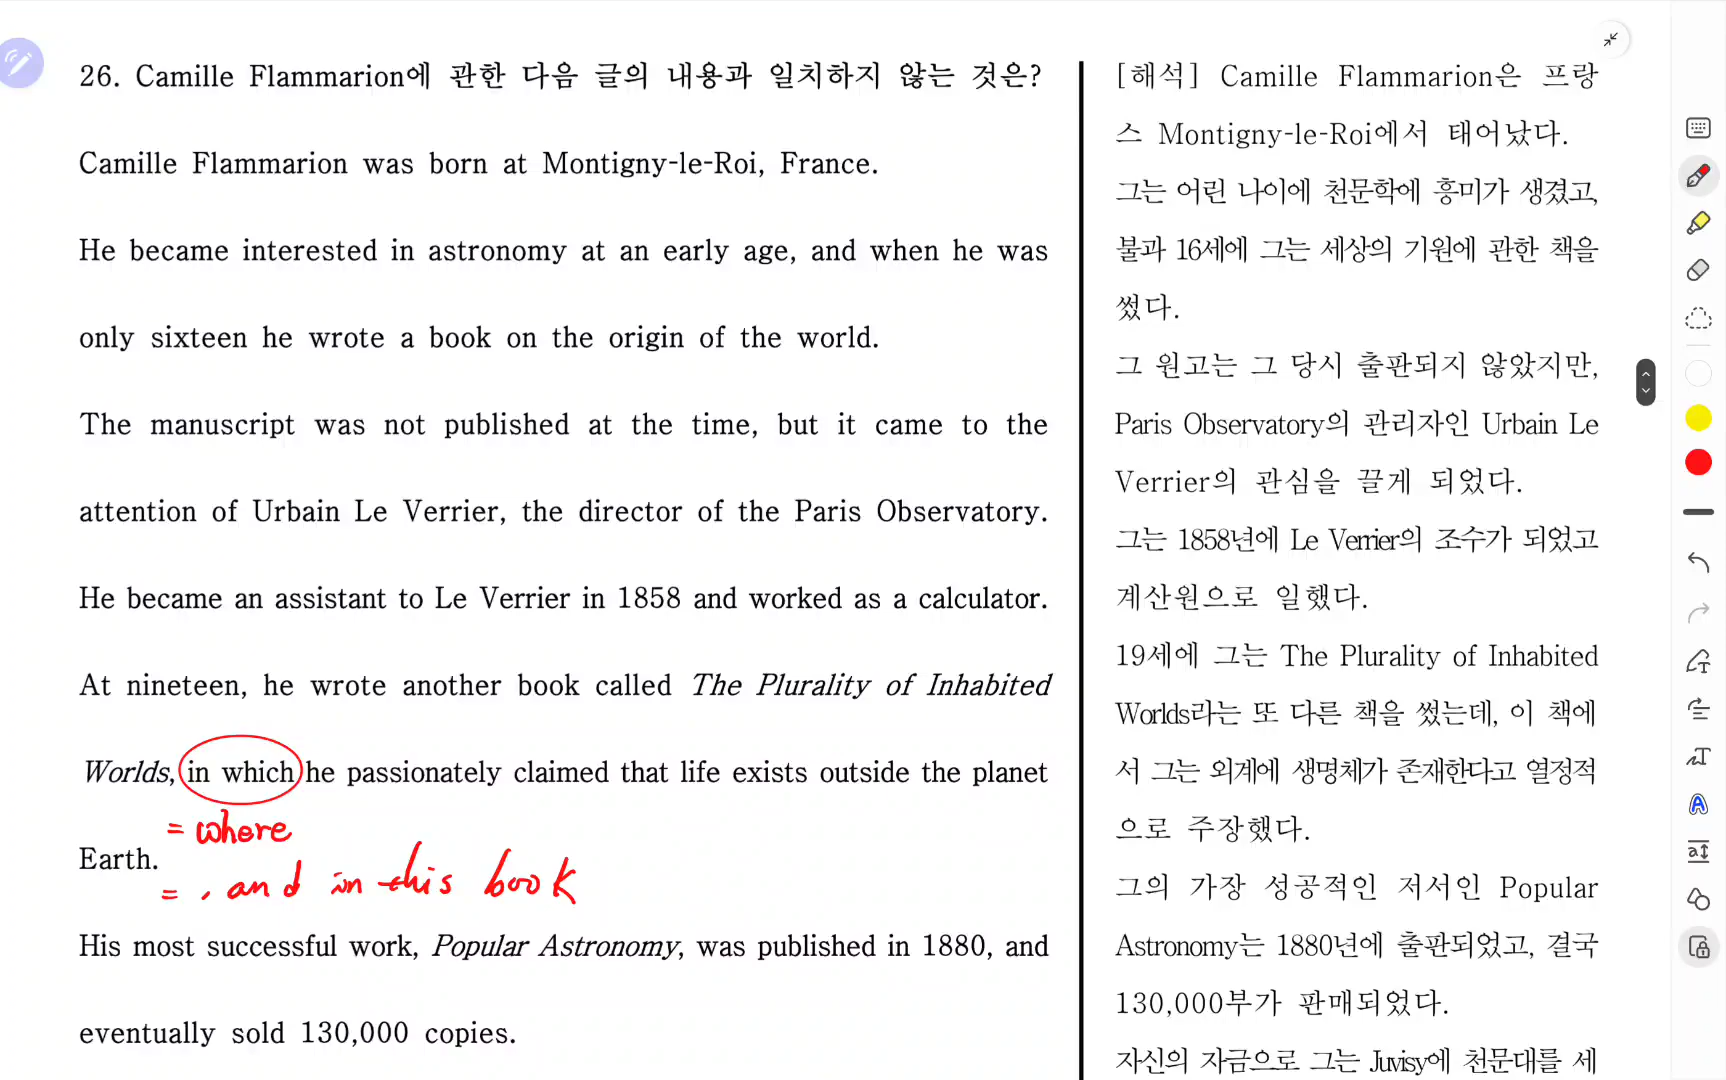 26. Camille Flammarion에 관한 다음 글의 내용과 일치하지 않는 것은?
Camille Flammarion was born at Montigny-le-Roi, France.
He became interested in astronomy at an early age, and when he was
only sixteen he wrote a book on the origin of the world.
The manuscript was not published at the time, but it came to the
attention of Urbain Le Verrier, the director of the Paris Observatory.
He became an assistant to Le Verrier in 1858 and worked as a calculator.
At nineteen, he wrote another book called The Plurality of Inhabited
Worlds, in which he passionately claimed that life exists outside the planet
= where
Earth.
= , and in this book
His most successful work, Popular Astronomy, was published in 1880, and
eventually sold 130,000 copies.
[해석] Camille Flammarion은 프랑
스 Montigny-le-Roi에서 태어났다.
그는 어린 나이에 천문학에 흥미가 생겼고,
불과 16세에 그는 세상의 기원에 관한 책을
썼다.
그 원고는 그 당시 출판되지 않았지만,
Paris Observatory의 관리자인 Urbain Le
Verrier의 관심을 끌게 되었다.
그는 1858년에 Le Verrier의 조수가 되었고
계산원으로 일했다.
19세에 그는 The Plurality of Inhabited
Worlds라는 또 다른 책을 썼는데, 이 책에
서 그는 외계에 생명체가 존재한다고 열정적
으로 주장했다.
그의 가장 성공적인 저서인 Popular
Astronomy는 1880년에 출판되었고, 결국
130,000부가 판매되었다.
자신의 자금으로 그는 Juvisy에 천문대를 세